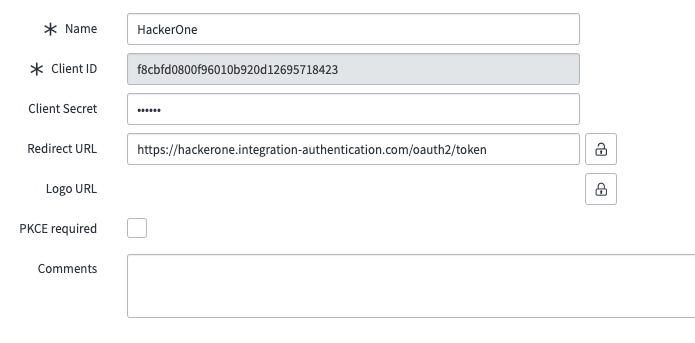 Name HackerOne
Client ID f8cbfd0800f96010b920d12695718423
Client Secret ••••••
Redirect URL https://hackerone.integration-authentication.com/oauth2/token
Logo URL
PKCE required
Comments